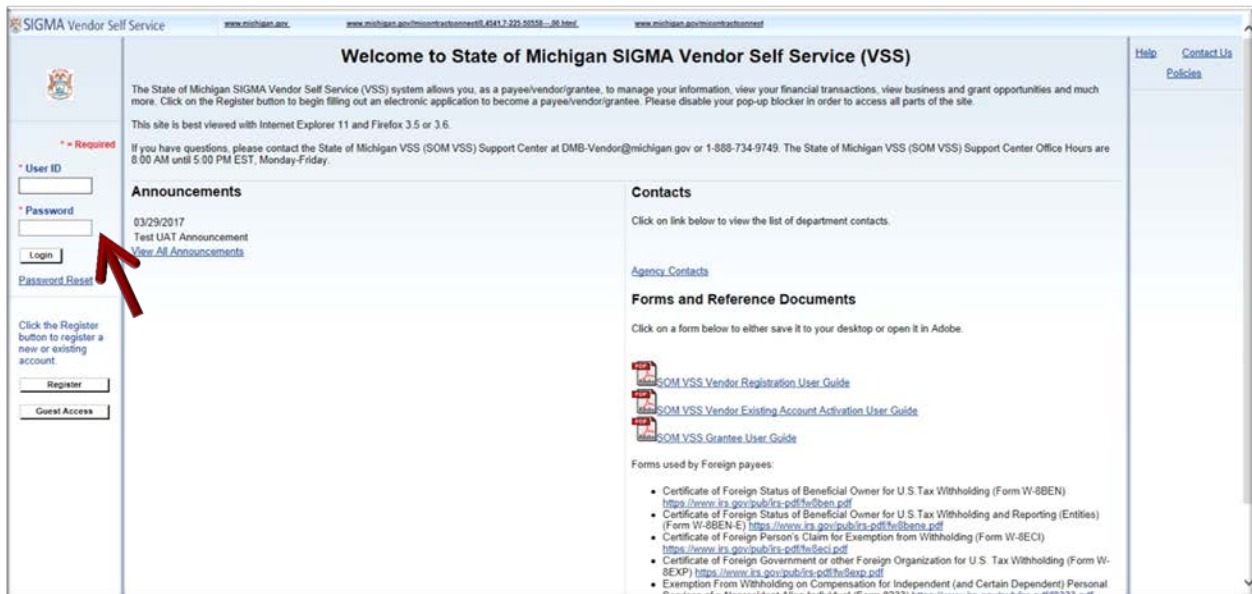 SIGMA Vendor Self Service
www.michigan.gov
www.michigan.gov/micontractconnect/0,4541,7-225-50558---,00.html
www.michigan.gov/micontractconnect
Welcome to State of Michigan SIGMA Vendor Self Service (VSS)
Help Contact Us
Policies
The State of Michigan SIGMA Vendor Self Service (VSS) system allows you, as a payee/vendor/grantee, to manage your information, view your financial transactions, view business and grant opportunities and much
more. Click on the Register button to begin filling out an electronic application to become a payee/vendor/grantee. Please disable your pop-up blocker in order to access all parts of the site.
This site is best viewed with Internet Explorer 11 and Firefox 3.5 or 3.6.
If you have questions, please contact the State of Michigan VSS (SOM VSS) Support Center at DMB-Vendor@michigan.gov or 1-888-734-9749. The State of Michigan VSS (SOM VSS) Support Center Office Hours are
8:00 AM until 5:00 PM EST, Monday-Friday.
* = Required
* User ID
* Password
Login
Password Reset
Click the Register
button to register a
new or existing
account.
Register
Guest Access
Announcements
03/29/2017
Test UAT Announcement
View All Announcements
Contacts
Click on link below to view the list of department contacts.
Agency Contacts
Forms and Reference Documents
Click on a form below to either save it to your desktop or open it in Adobe.
PDF
Adobe
SOM VSS Vendor Registration User Guide
PDF
Adobe
SOM VSS Vendor Existing Account Activation User Guide
PDF
Adobe
SOM VSS Grantee User Guide
Forms used by Foreign payees:
• Certificate of Foreign Status of Beneficial Owner for U.S.Tax Withholding (Form W-8BEN)
https://www.irs.gov/pub/irs-pdf/fw8ben.pdf
• Certificate of Foreign Status of Beneficial Owner for U.S.Tax Withholding and Reporting (Entities)
(Form W-8BEN-E) https://www.irs.gov/pub/irs-pdf/fw8bene.pdf
• Certificate of Foreign Person's Claim for Exemption from Withholding (Form W-8ECI)
https://www.irs.gov/pub/irs-pdf/fw8eci.pdf
• Certificate of Foreign Government or other Foreign Organization for U.S. Tax Withholding (Form W-
8EXP) https://www.irs.gov/pub/irs-pdf/fw8exp.pdf
• Exemption From Withholding on Compensation for Independent (and Certain Dependent) Personal